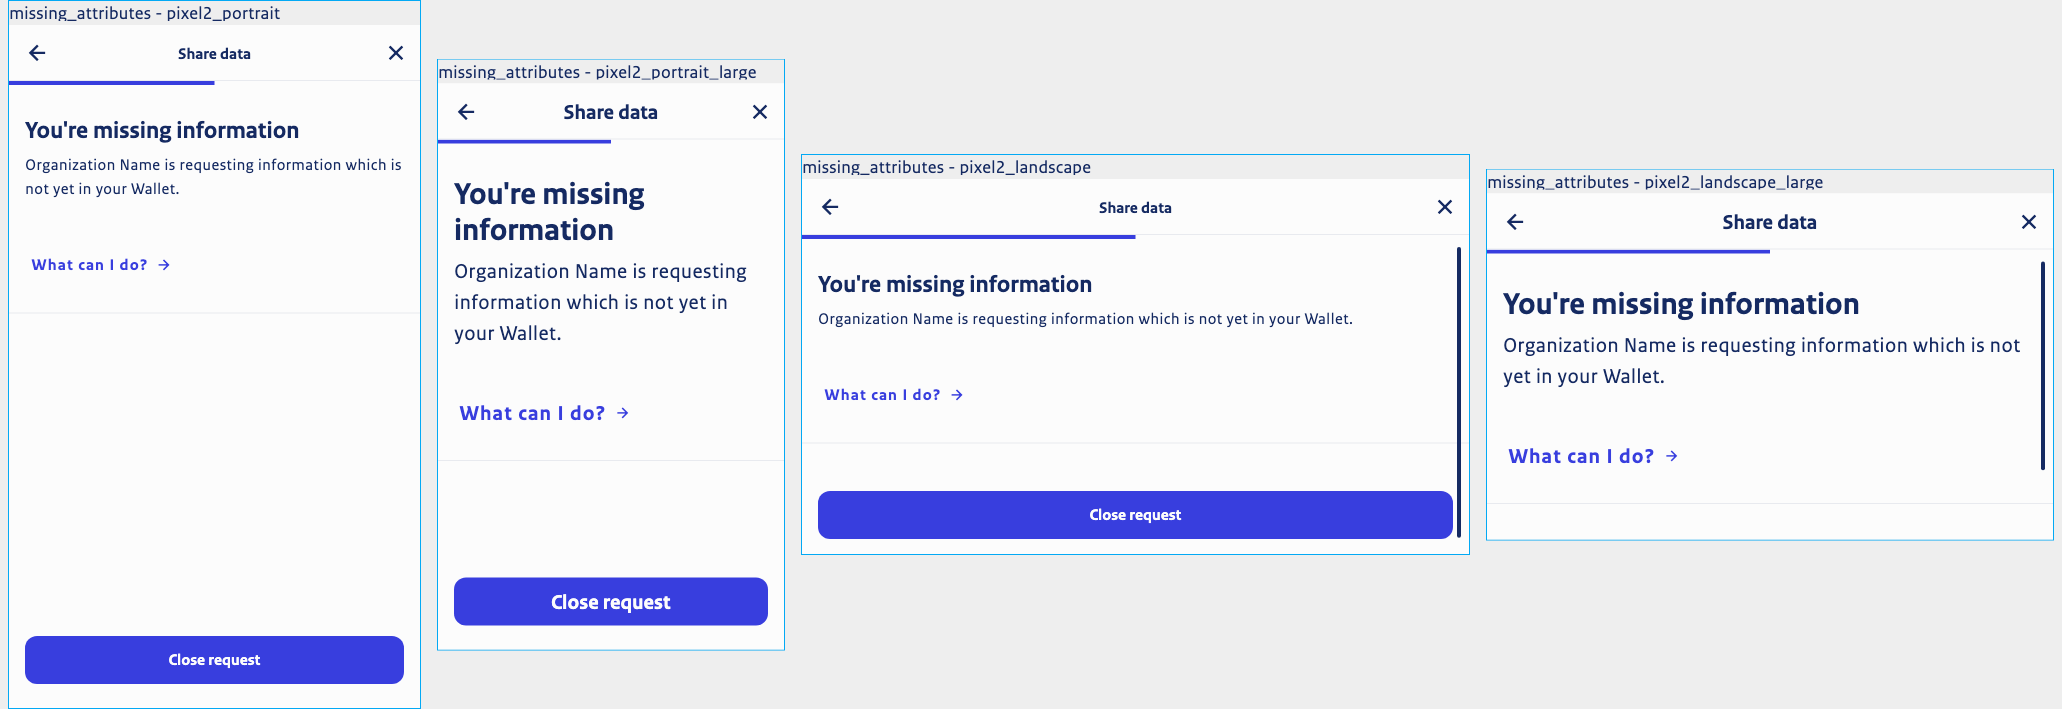 missing_attributes - pixel2_portrait
Share data
You're missing information
Organization Name is requesting information which is
not yet in your Wallet.
What can I do?
Close request
missing_attributes - pixel2_portrait_large
Share data
You're missing
information
Organization Name is requesting
information which is not yet in
your Wallet.
What can I do?
Close request
missing_attributes - pixel2_landscape
Share data
You're missing information
Organization Name is requesting information which is not yet in your Wallet.
What can I do?
Close request
missing_attributes - pixel2_landscape_large
Share data
You're missing information
Organization Name is requesting information which is not
yet in your Wallet.
What can I do?